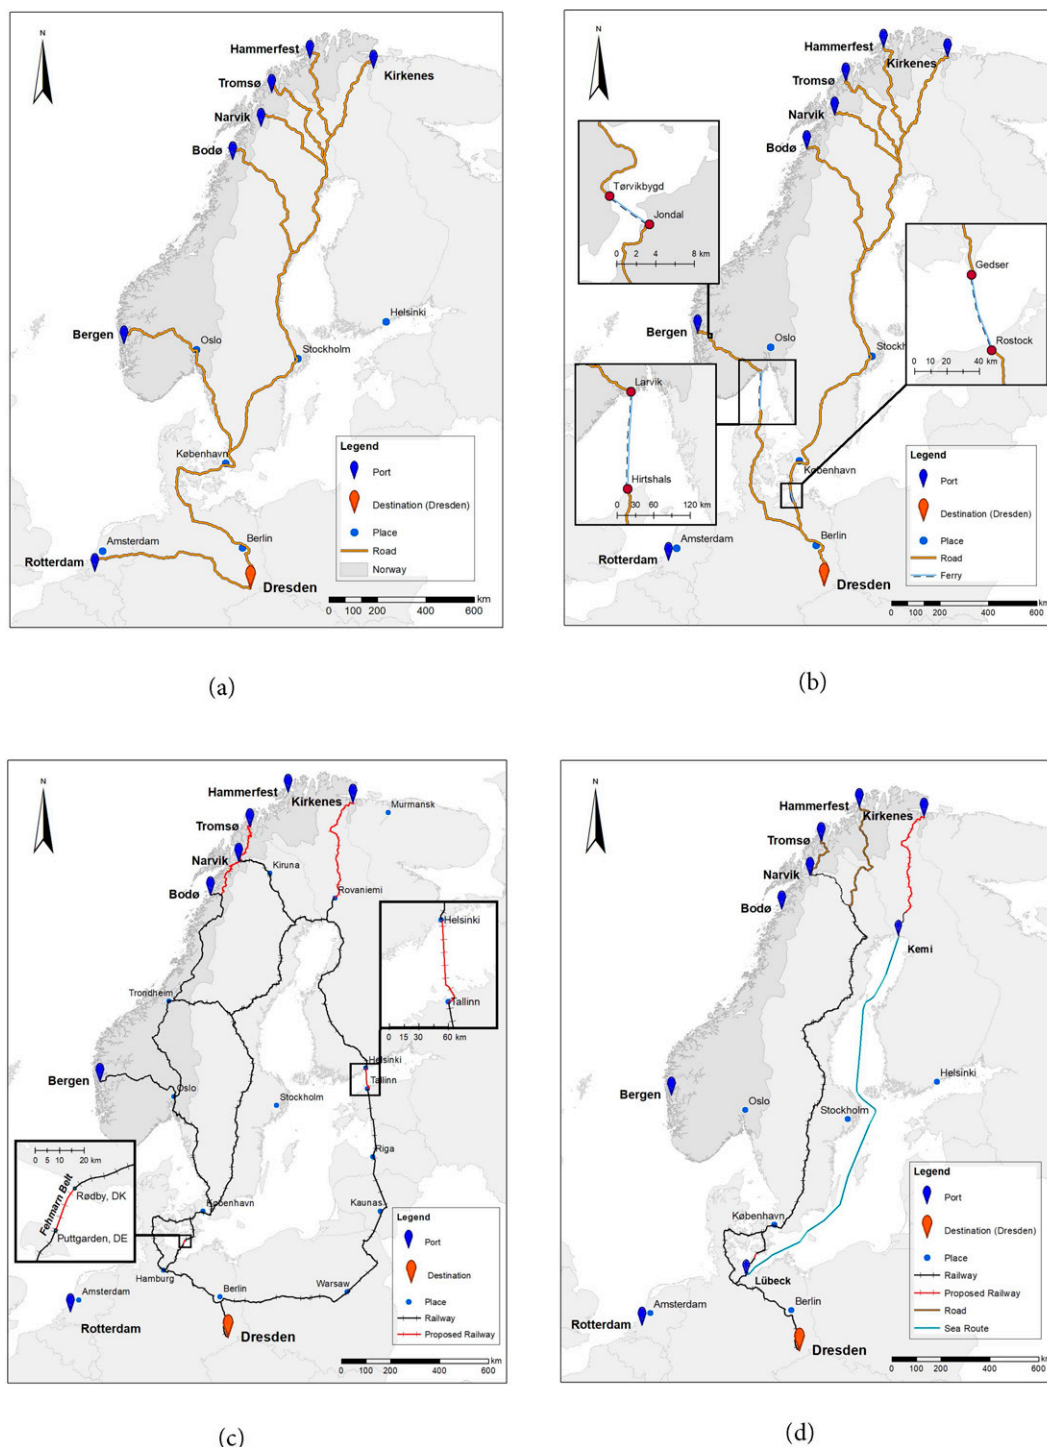 N
Hammerfest
Kirkenes
Tromsø
Narvik
Bodø
Helsinki
Bergen
Oslo
Stockholm
København
Amsterdam
Berlin
Rotterdam
Dresden
Legend
Port
Destination (Dresden)
Place
Road
Norway
km
0 100 200 400 600
(a)
N
Hammerfest
Kirkenes
Tromsø
Narvik
Bodø
Tørvikbygd
Jondal
0 2 4 8 km
Gedser
Rostock
0 10 20 40 km
Bergen
Oslo
Stockh
Larvik
Hirtshals
0 30 60 120 km
København
Amsterdam
Berlin
Rotterdam
Dresden
Legend
Port
Destination (Dresden)
Place
Road
Ferry
km
0 100 200 400 600
(b)
N
Hammerfest
Kirkenes
Murmansk
Tromsø
Narvik
Kiruna
Bodø
Rovaniemi
Helsinki
Tallinn
0 15 30 60 km
Trondheim
Helsinki
Tallinn
Bergen
Oslo
Stockholm
Riga
0 5 10 20 km
Fehmarn Belt
Rødby, DK
Puttgarden, DE
København
Kaunas
Hamburg
Berlin
Warsaw
Amsterdam
Rotterdam
Dresden
Legend
Port
Destination
Place
Railway
Proposed Railway
km
0 100 200 400 600
(c)
N
Hammerfest
Kirkenes
Tromsø
Narvik
Bodø
Kemi
Bergen
Helsinki
Oslo
Stockholm
København
Lübeck
Berlin
Amsterdam
Rotterdam
Dresden
Legend
Port
Destination (Dresden)
Place
Railway
Proposed Railway
Road
Sea Route
km
0 100 200 400 600
(d)